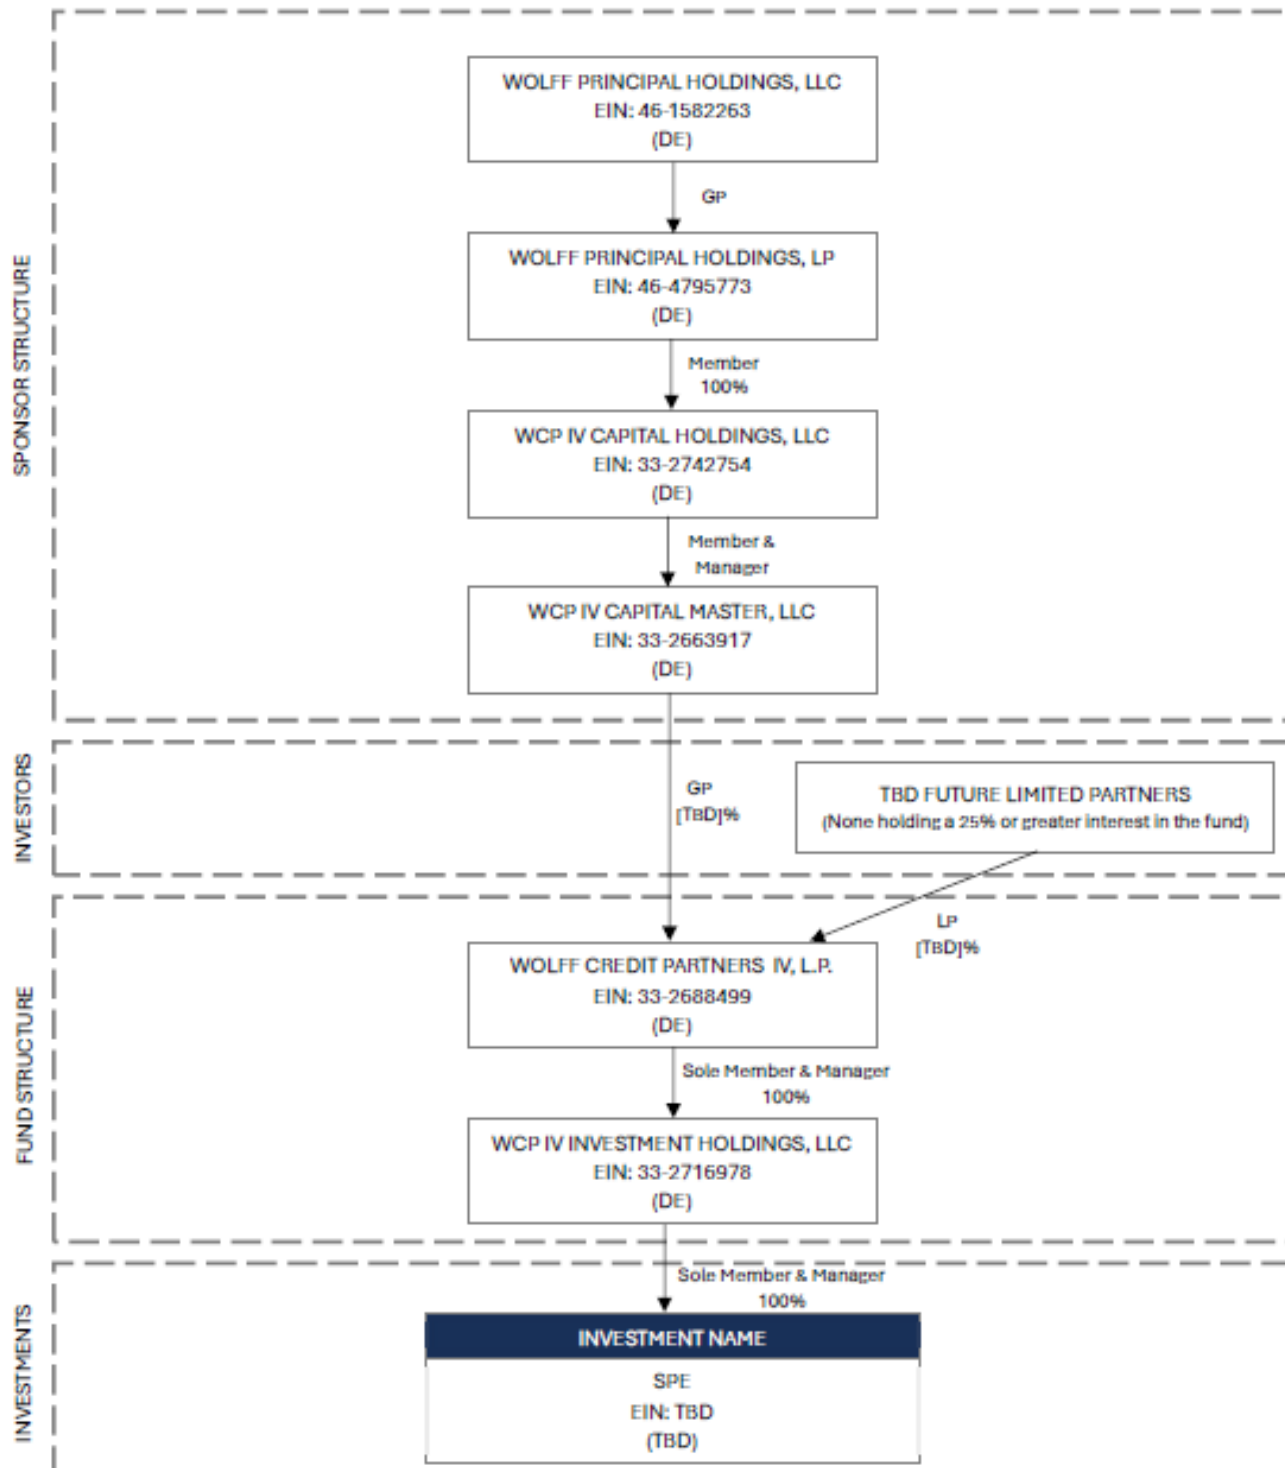 SPONSOR STRUCTURE
WOLFF PRINCIPAL HOLDINGS, LLC
EIN: 46-1582263
(DE)
GP
WOLFF PRINCIPAL HOLDINGS, LP
EIN: 46-4795773
(DE)
Member
100%
WCP IV CAPITAL HOLDINGS, LLC
EIN: 33-2742754
(DE)
Member &
Manager
WCP IV CAPITAL MASTER, LLC
EIN: 33-2663917
(DE)
INVESTORS
GP
[TBD]%
TBD FUTURE LIMITED PARTNERS
(None holding a 25% or greater interest in the fund)
LP
[TBD]%
FUND STRUCTURE
WOLFF CREDIT PARTNERS IV, L.P.
EIN: 33-2688499
(DE)
Sole Member & Manager
100%
WCP IV INVESTMENT HOLDINGS, LLC
EIN: 33-2716978
(DE)
INVESTMENTS
Sole Member & Manager
100%
INVESTMENT NAME
SPE
EIN: TBD
(TBD)